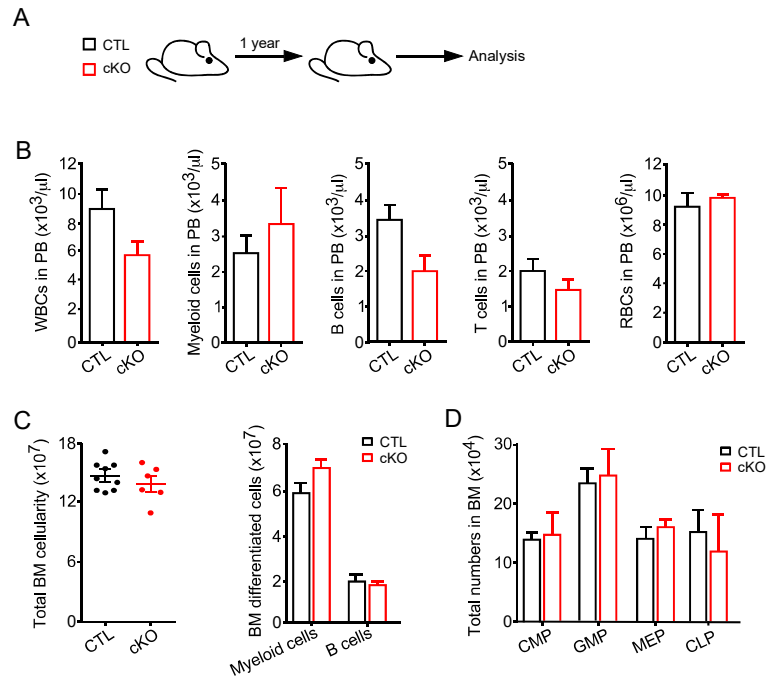 A
CTL
cKO
1 year
Analysis
B
WBCs in PB (x10³/µl)
12
10
8
6
4
2
0
CTL
cKO
Myeloid cells in PB (x10³/µl)
5
4
3
2
1
0
CTL
cKO
B cells in PB (x10³/µl)
5
4
3
2
1
0
CTL
cKO
T cells in PB (x10³/µl)
5
4
3
2
1
0
CTL
cKO
RBCs in PB (x10⁶/µl)
12
10
8
6
4
2
0
CTL
cKO
C
Total BM cellularity (x10⁷)
18
12
6
0
CTL
cKO
BM differentiated cells (x10⁷)
8
6
2
0
CTL
cKO
Myeloid cells
B cells
D
Total numbers in BM (x10⁴)
30
20
10
0
CTL
cKO
CMP
GMP
MEP
CLP